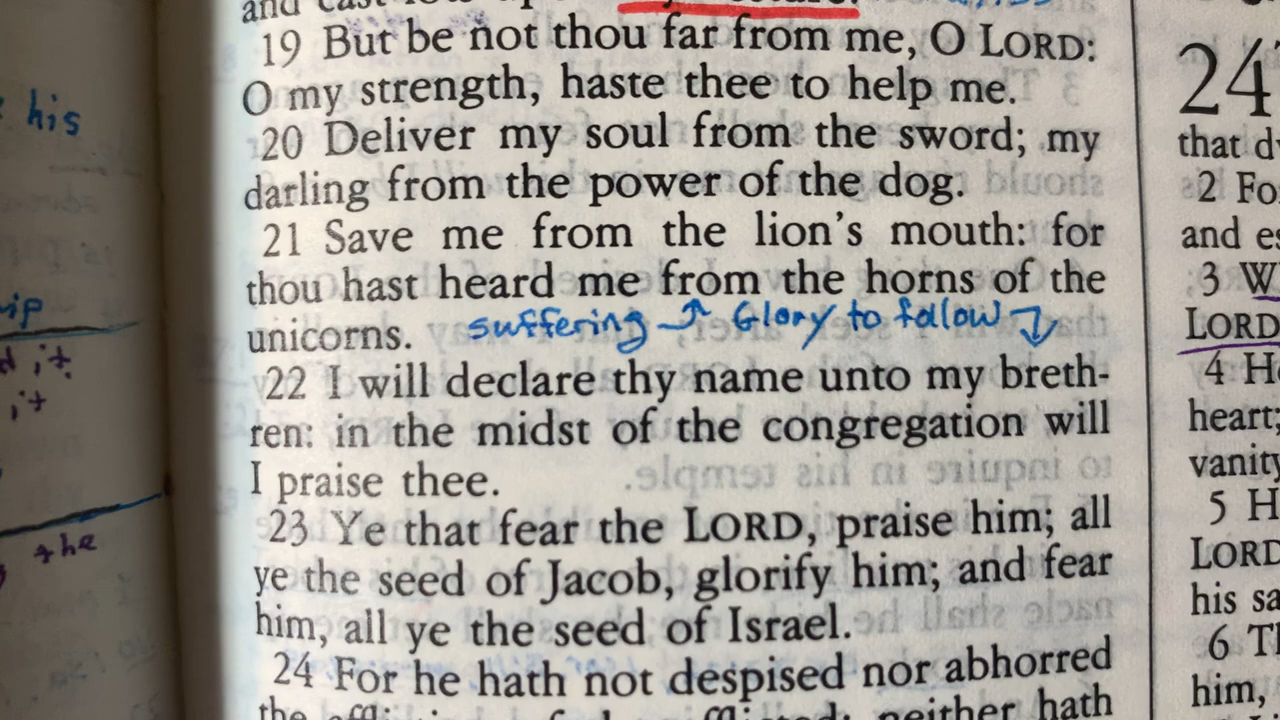 his
ip
d it.
it
the
19 But be not thou far from me, O LORD:
O my strength, haste thee to help me.
20 Deliver my soul from the sword; my
darling from the power of the dog.
21 Save me from the lion's mouth: for
thou hast heard me from the horns of the
unicorns. suffering ⤴ Glory to follow ⤵
22 I will declare thy name unto my breth-
ren: in the midst of the congregation will
I praise thee.
23 Ye that fear the LORD, praise him; all
ye the seed of Jacob, glorify him; and fear
him, all ye the seed of Israel.
24 For he hath not despised nor abhorred
neither hath
24
that
2 Fo
and
3
LORD
4 H
heart;
vanity
5 H
LORD
his sa
6 T
him,